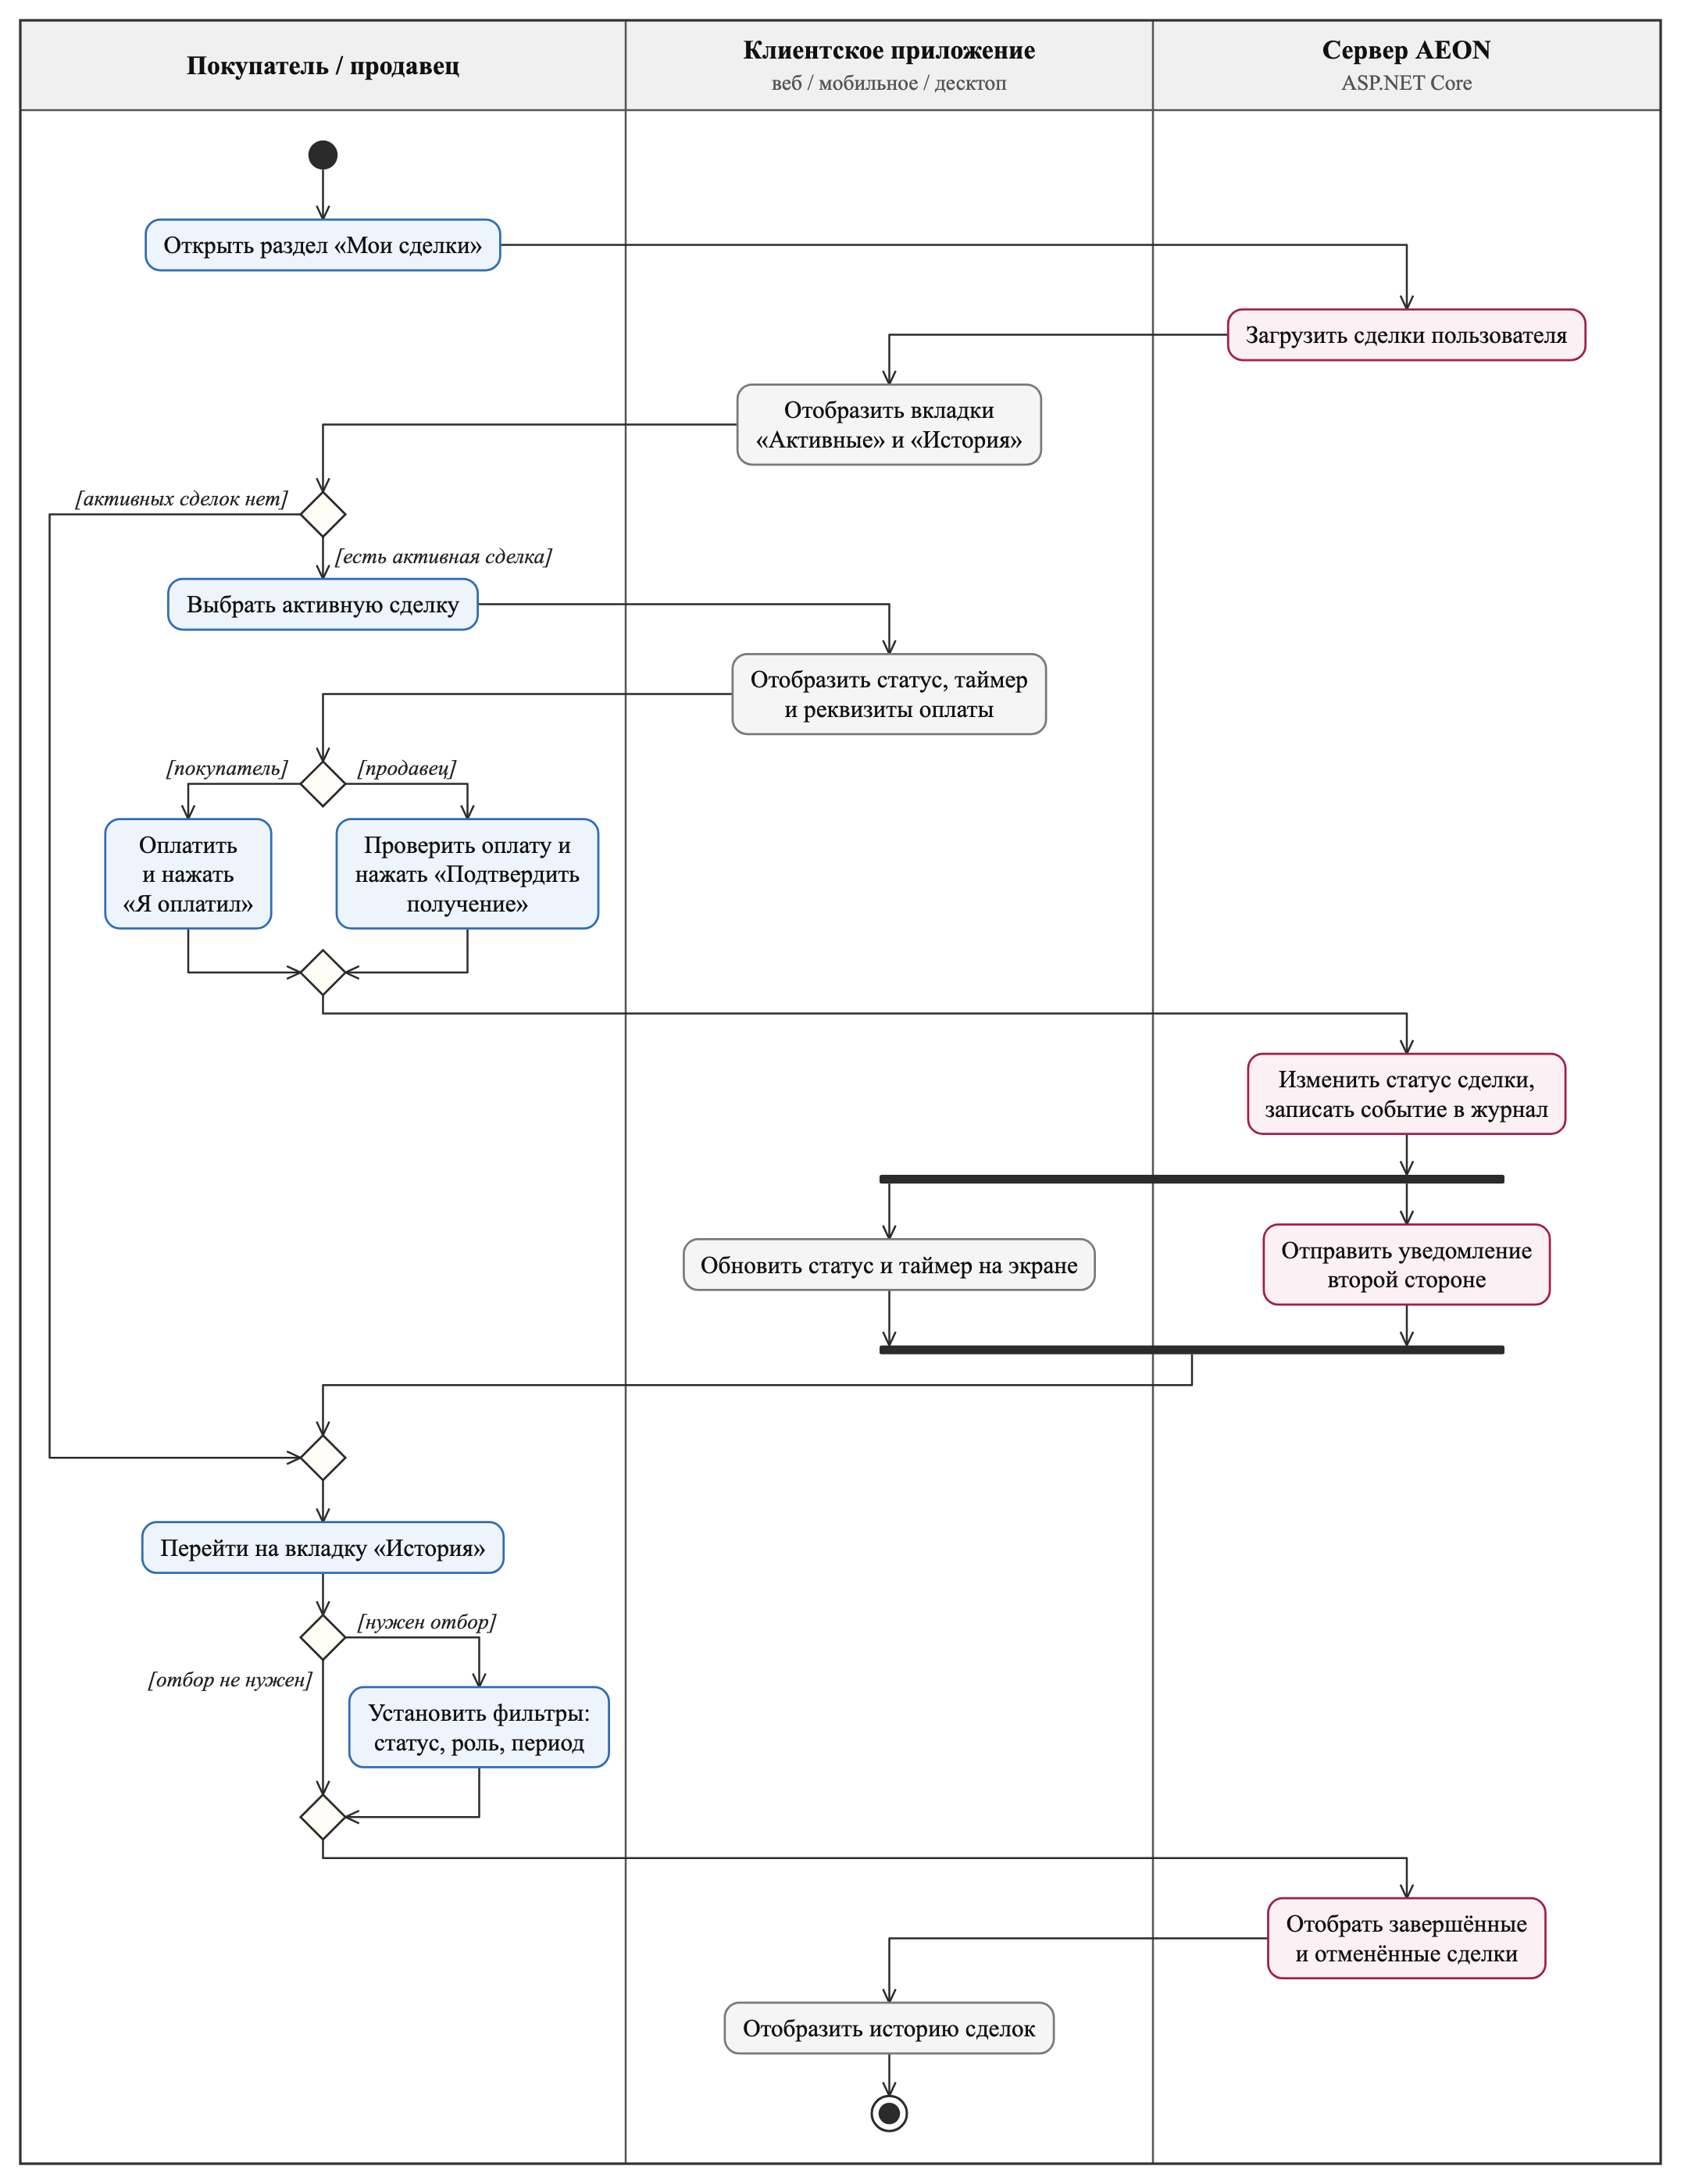 Покупатель / продавец
Клиентское приложение
веб / мобильное / десктоп
Сервер AEON
ASP.NET Core
Открыть раздел «Мои сделки»
Загрузить сделки пользователя
Отобразить вкладки
«Активные» и «История»
[активных сделок нет]
[есть активная сделка]
Выбрать активную сделку
Отобразить статус, таймер
и реквизиты оплаты
[покупатель]
[продавец]
Оплатить
и нажать
«Я оплатил»
Проверить оплату и
нажать «Подтвердить
получение»
Изменить статус сделки,
записать событие в журнал
Обновить статус и таймер на экране
Отправить уведомление
второй стороне
Перейти на вкладку «История»
[нужен отбор]
[отбор не нужен]
Установить фильтры:
статус, роль, период
Отобрать завершённые
и отменённые сделки
Отобразить историю сделок